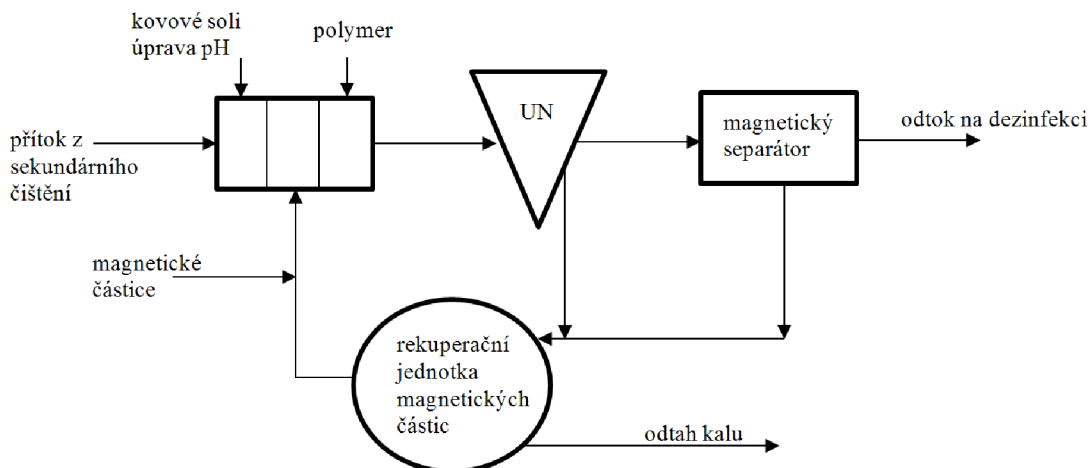 kovové soli
úprava pH
polymer
UN
magnetický
separátor
odtok na dezinfekci
přítok z
sekundárního
čištění
magnetické
částice
rekuperační
jednotka
magnetických
částic
odtah kalu